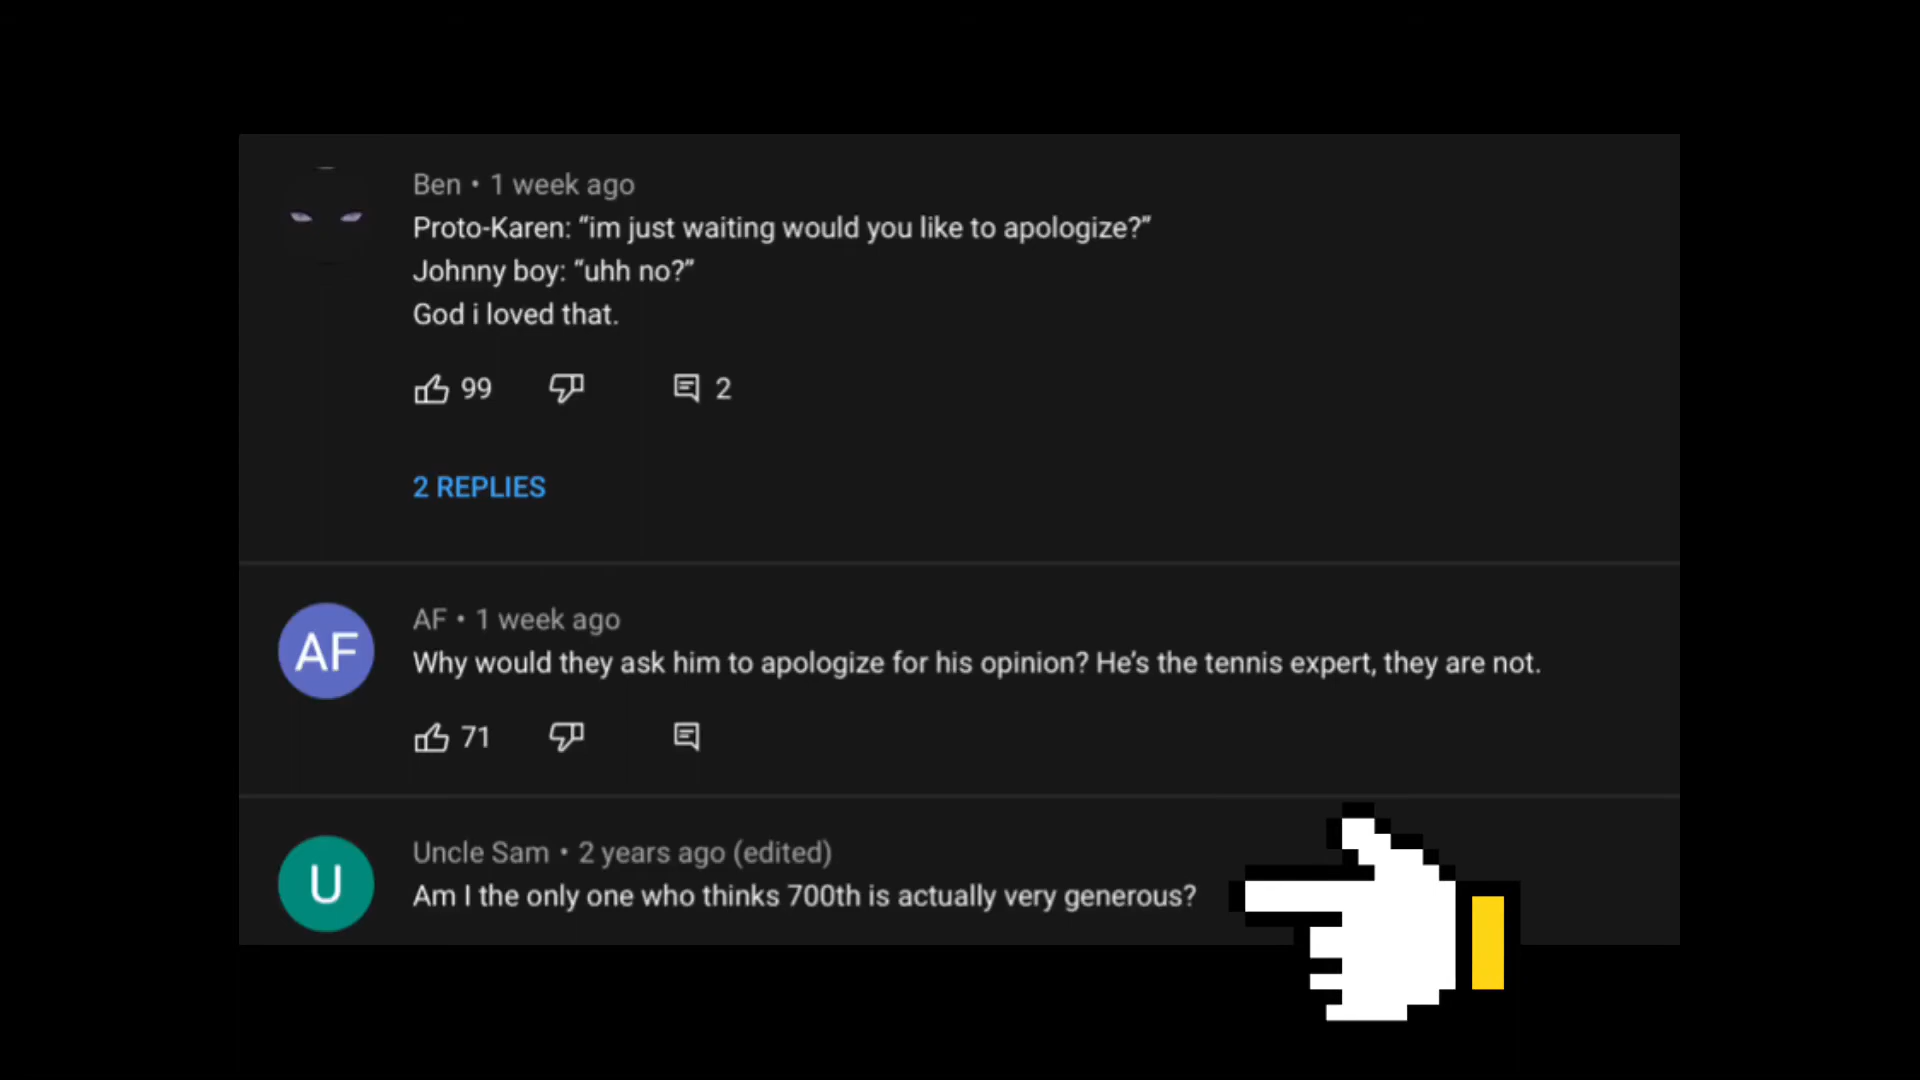 Ben • 1 week ago
Proto-Karen: “im just waiting would you like to apologize?”
Johnny boy: “uhh no?”
God i loved that.
99 2
2 REPLIES
AF
AF • 1 week ago
Why would they ask him to apologize for his opinion? He’s the tennis expert, they are not.
71
U
Uncle Sam • 2 years ago (edited)
Am I the only one who thinks 700th is actually very generous?